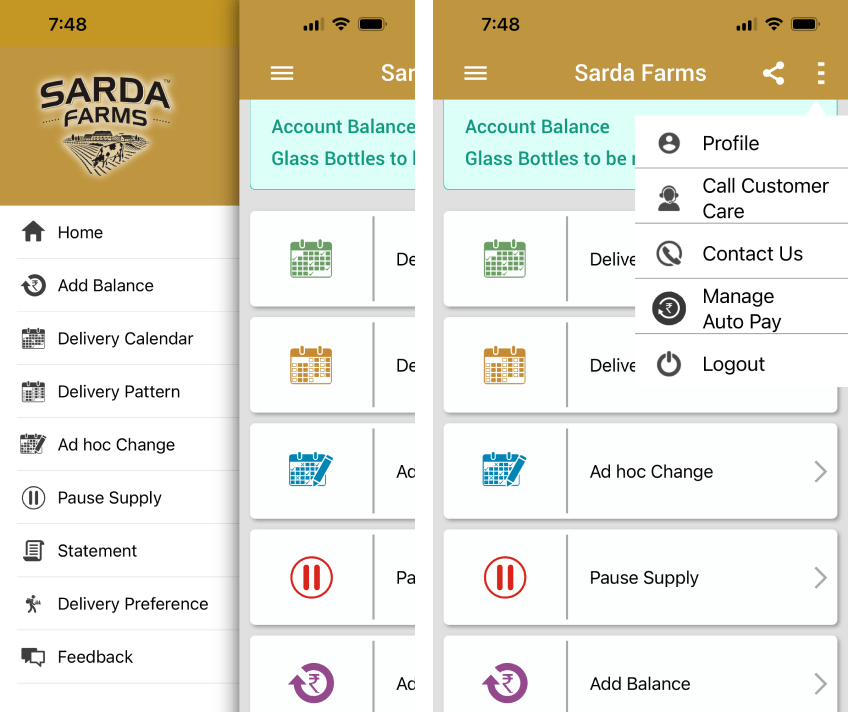 7:48
SARDA
FARMS
Home
Add Balance
Delivery Calendar
Delivery Pattern
Ad hoc Change
Pause Supply
Statement
Delivery Preference
Feedback
Sar
Account Balance
Glass Bottles to
De
De
Ad
Pa
Ad
7:48
Sarda Farms
Account Balance
Glass Bottles to be
Profile
Call Customer
Care
Contact Us
Manage
Auto Pay
Logout
Delive
Delive
Ad hoc Change
Pause Supply
Add Balance